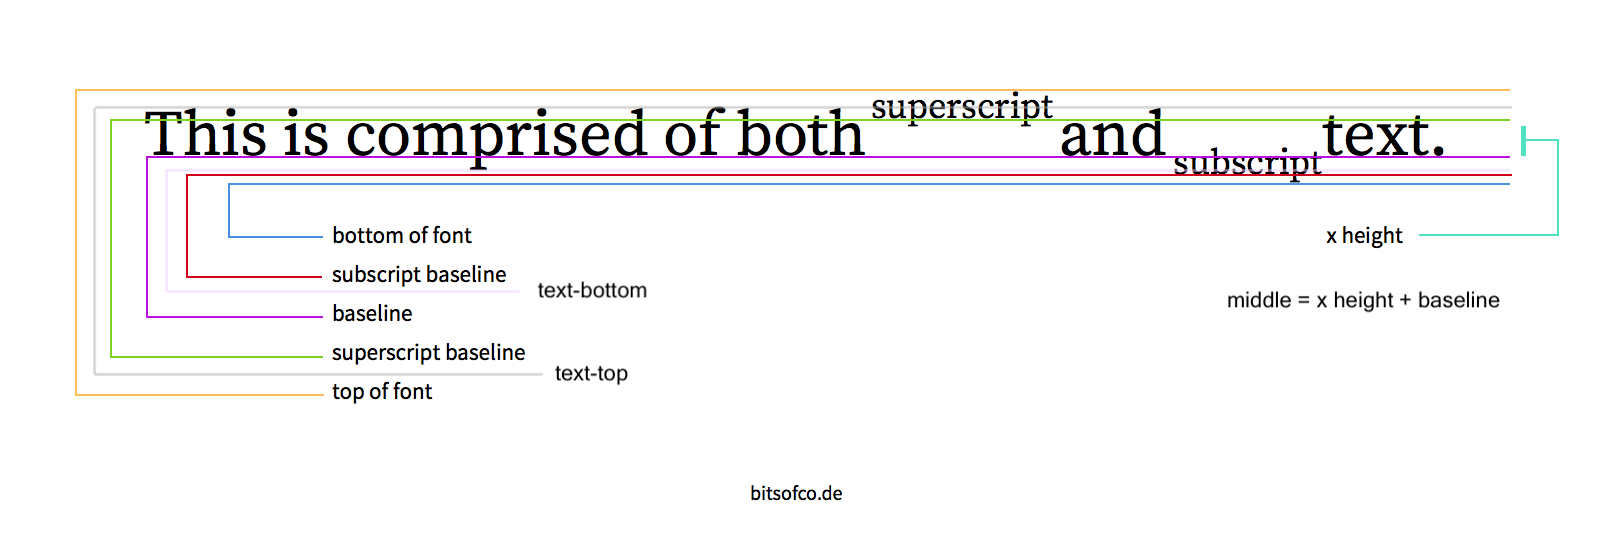 This is comprised of both superscript and subscript text.
bottom of font
x height
subscript baseline
text-bottom
middle = x height + baseline
baseline
superscript baseline
text-top
top of font
bitsofco.de